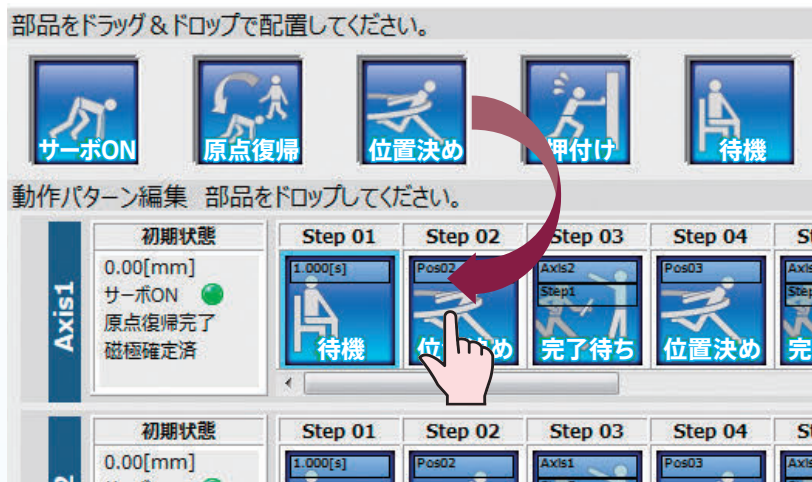 部品をドラッグ&ドロップで配置してください。
サーボON 原点復帰 位置決め 押付け 待機
動作パターン編集 部品をドロップしてください。
Axis1
初期状態 Step 01 Step 02 Step 03 Step 04
0.00[mm]
サーボON
原点復帰完了
磁極確定済
1.000[s] Pos02 Axis2 Pos03
Step1
待機 位置決め 完了待ち 位置決め
初期状態 Step 01 Step 02 Step 03 Step 04
0.00[mm]
1.000[s] Pos02 Axis1 Pos03